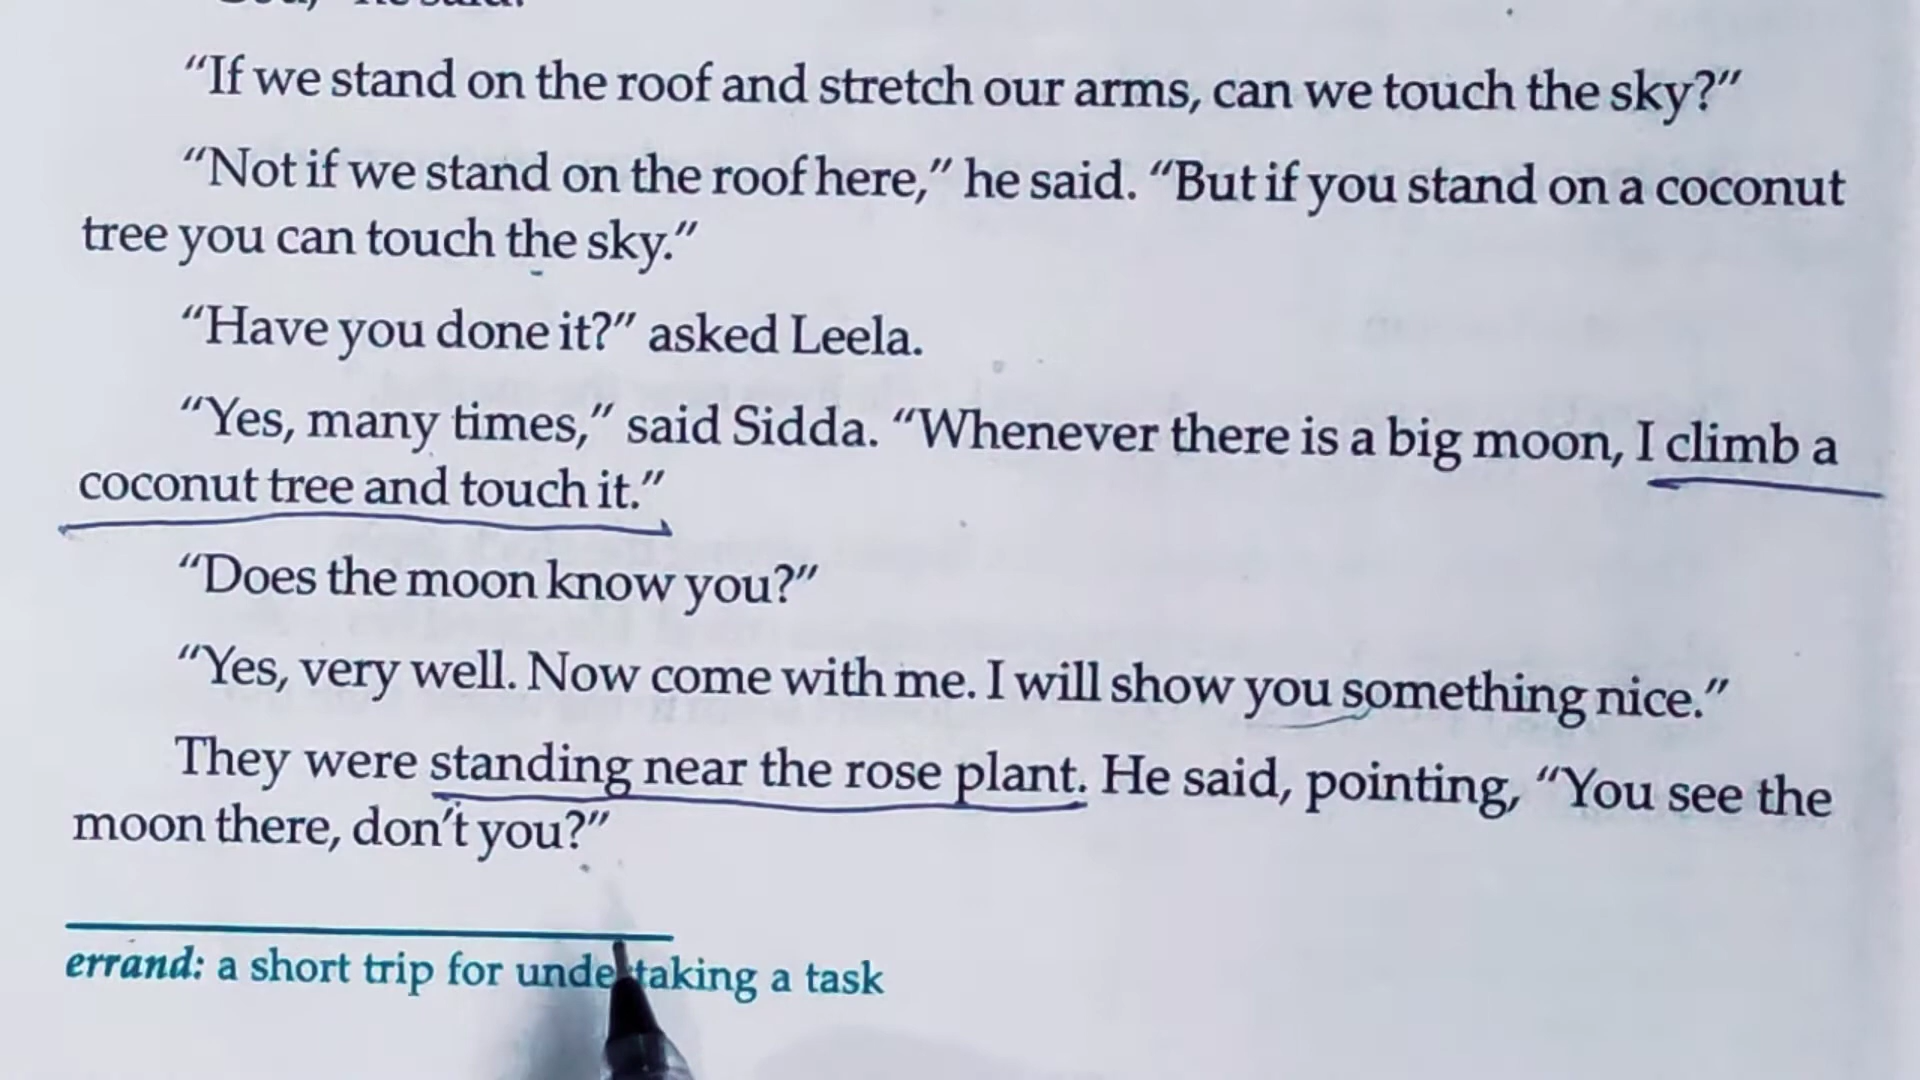 he said.
“If we stand on the roof and stretch our arms, can we touch the sky?”
“Not if we stand on the roof here,” he said. “But if you stand on a coconut
tree you can touch the sky.”
“Have you done it?” asked Leela.
“Yes, many times,” said Sidda. “Whenever there is a big moon, I climb a
coconut tree and touch it.”
“Does the moon know you?”
“Yes, very well. Now come with me. I will show you something nice.”
They were standing near the rose plant. He said, pointing, “You see the
moon there, don’t you?”
errand: a short trip for undertaking a task